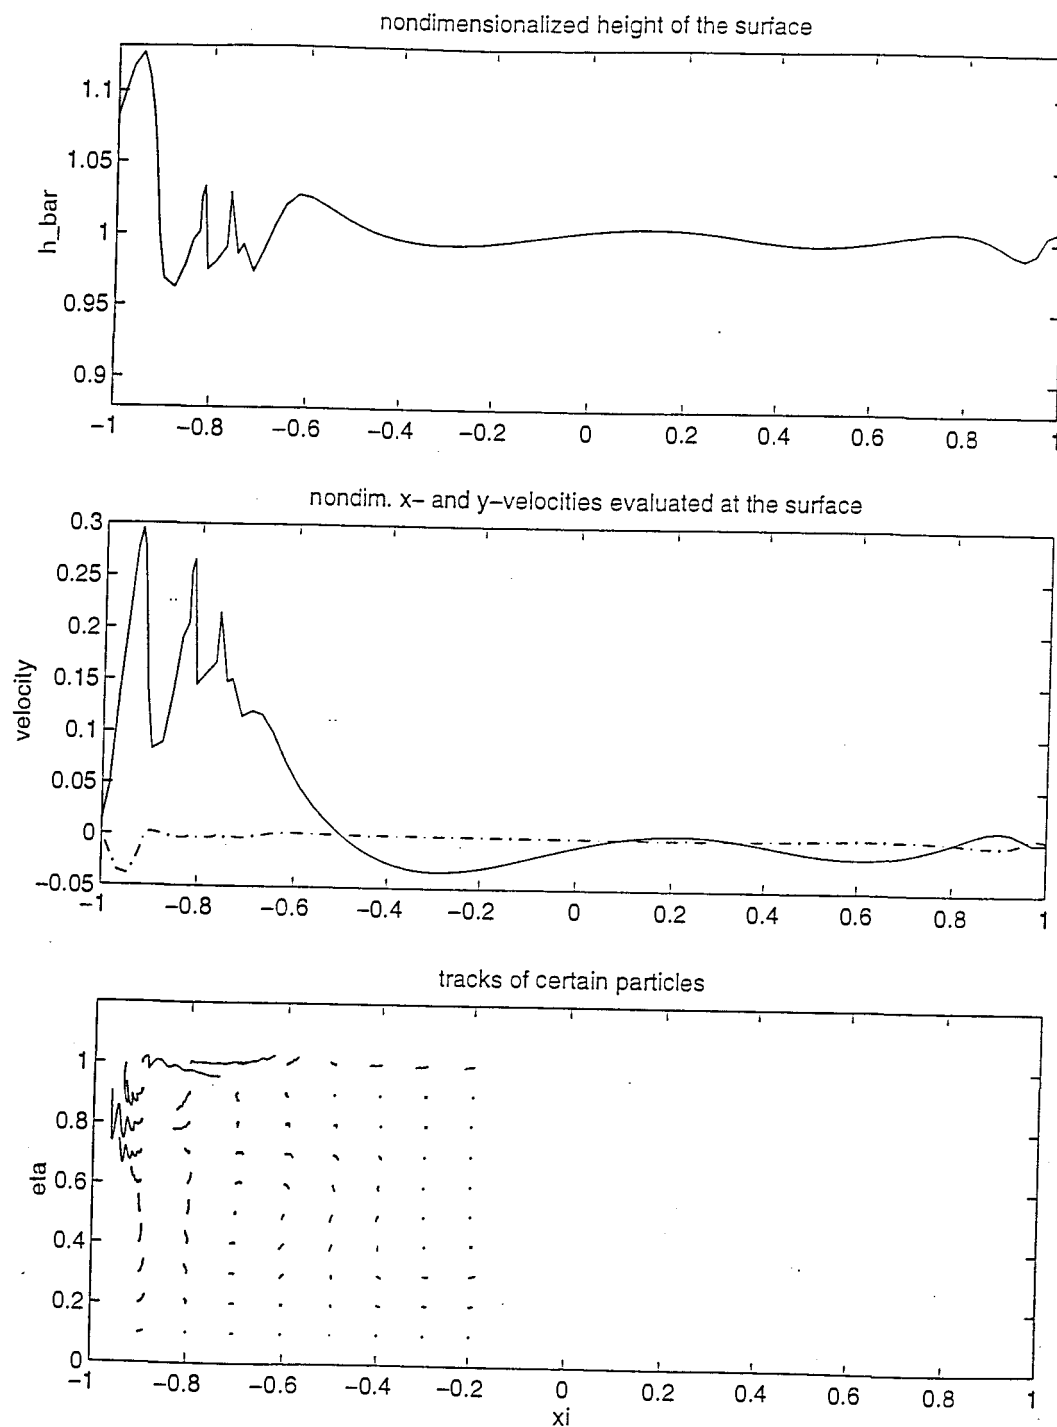 nondimensionalized height of the surface
1.1
1.05
1
0.95
0.9
h_bar
-1 -0.8 -0.6 -0.4 -0.2 0 0.2 0.4 0.6 0.8 1
nondim. x- and y-velocities evaluated at the surface
0.3
0.25
0.2
0.15
0.1
0.05
0
-0.05
velocity
-1 -0.8 -0.6 -0.4 -0.2 0 0.2 0.4 0.6 0.8 1
tracks of certain particles
1
0.8
0.6
0.4
0.2
0
eta
-1 -0.8 -0.6 -0.4 -0.2 0 0.2 0.4 0.6 0.8 1
xi